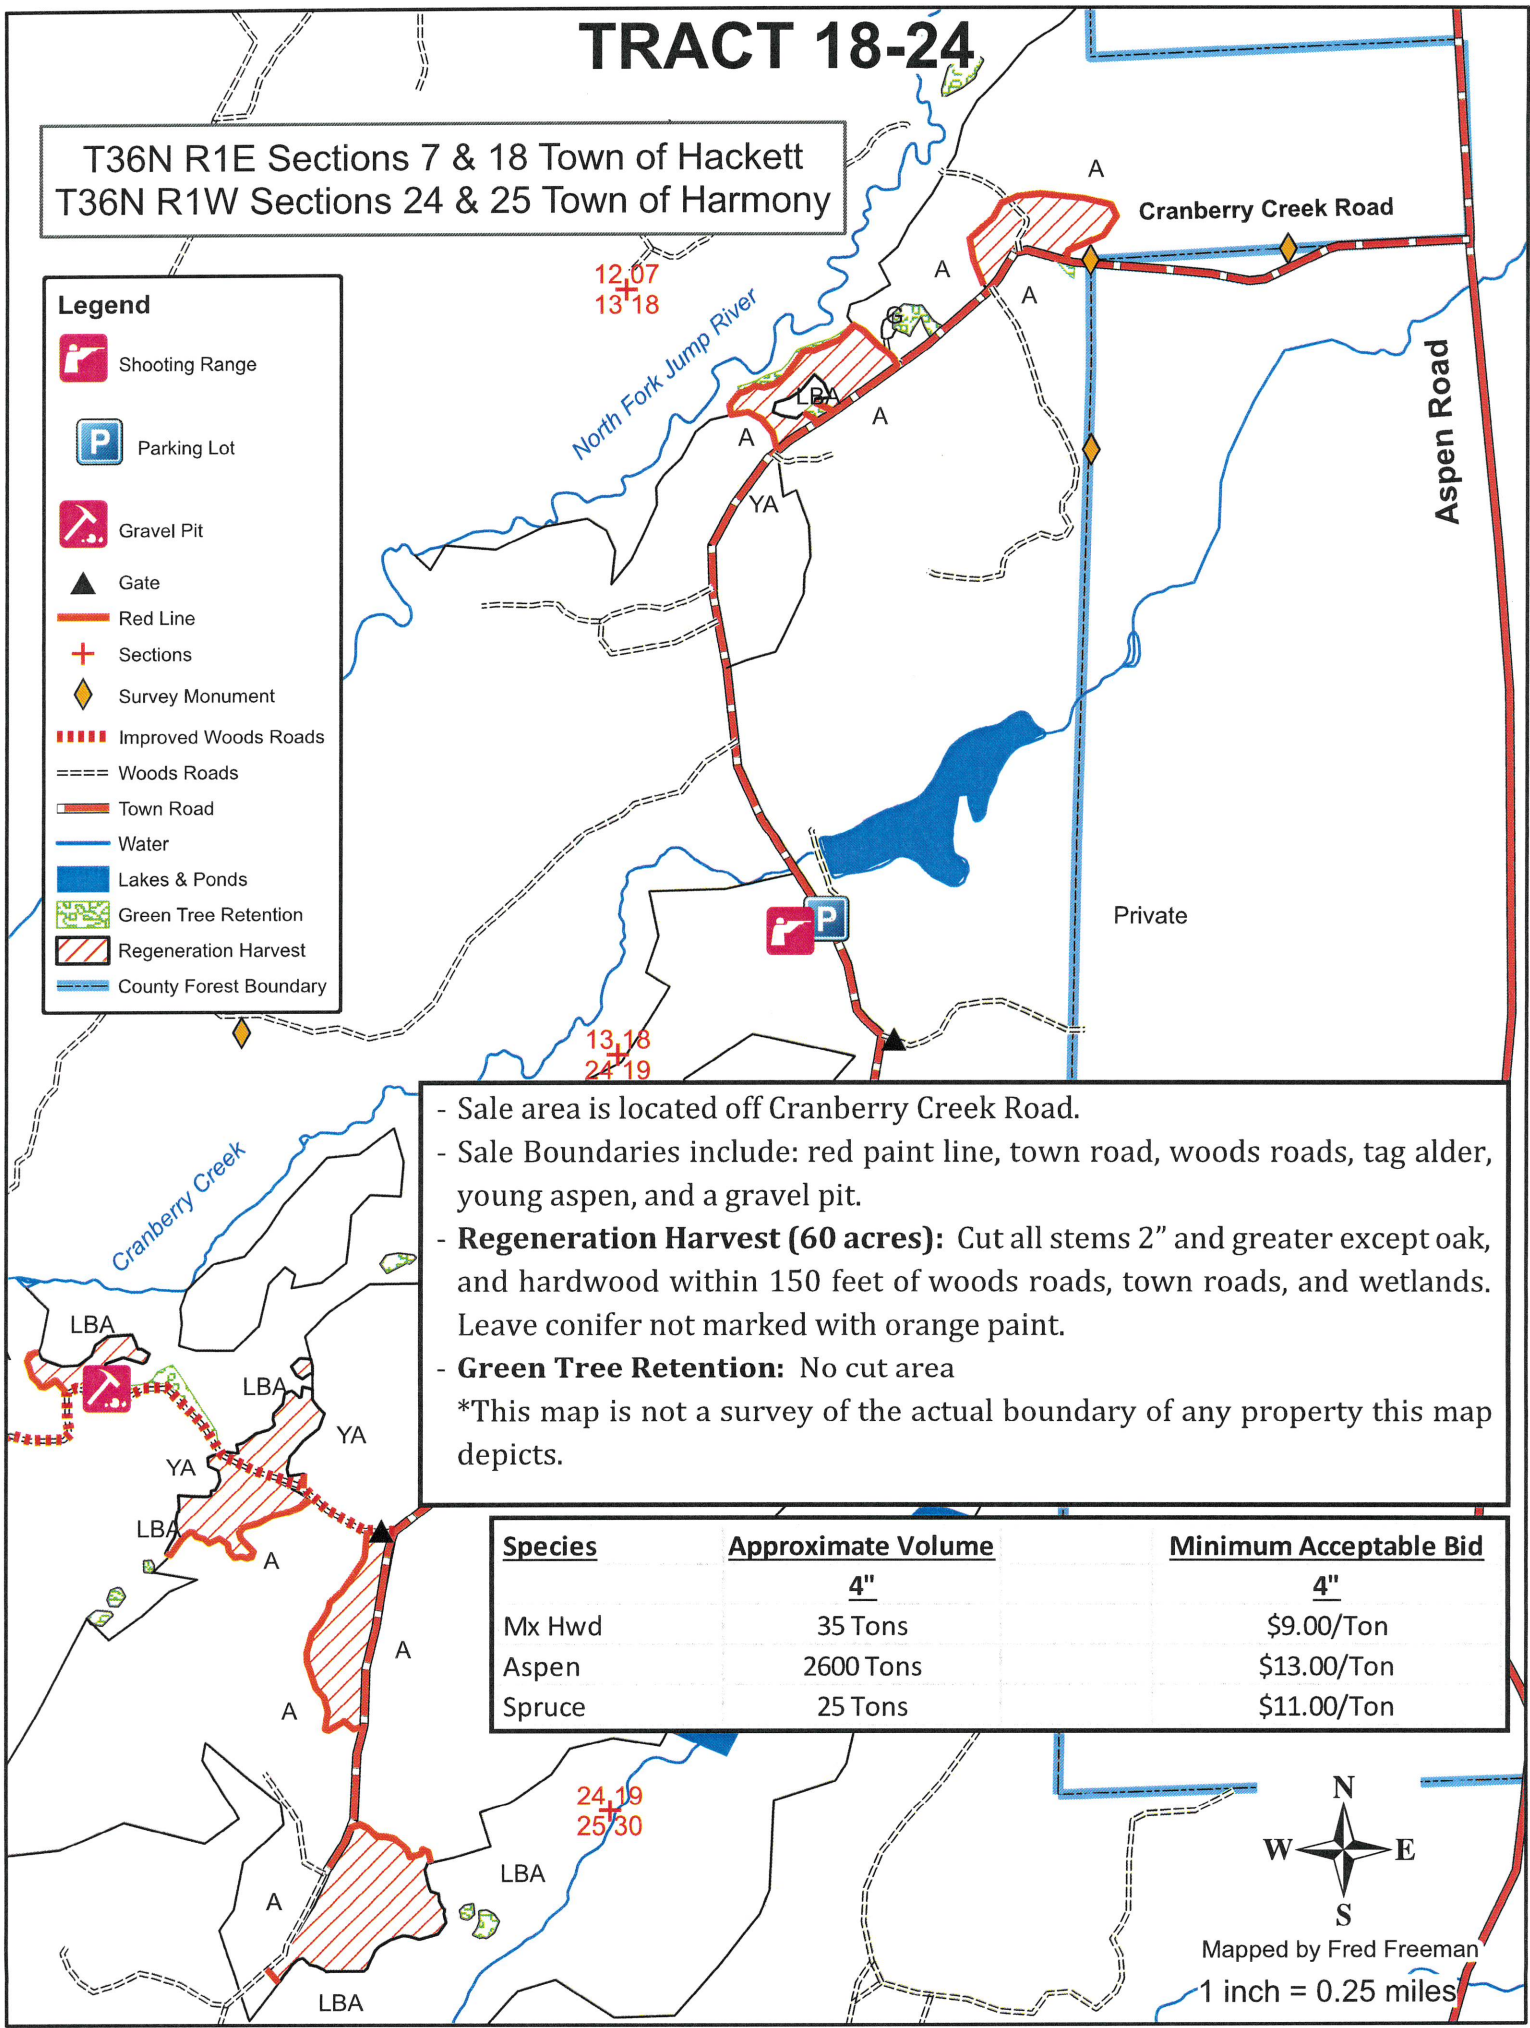 TRACT 18-24
T36N R1E Sections 7 & 18 Town of Hackett
T36N R1W Sections 24 & 25 Town of Harmony
A
Cranberry Creek Road
12 07
13 18
A
A
Legend
Shooting Range
Parking Lot
Gravel Pit
Gate
Red Line
Sections
Survey Monument
Improved Woods Roads
Woods Roads
Town Road
Water
Lakes & Ponds
Green Tree Retention
Regeneration Harvest
County Forest Boundary
North Fork Jump River
G
LBA
A
A
YA
Aspen Road
P
P
Private
13 18
24 19
Cranberry Creek
- Sale area is located off Cranberry Creek Road.
- Sale Boundaries include: red paint line, town road, woods roads, tag alder,
young aspen, and a gravel pit.
- Regeneration Harvest (60 acres): Cut all stems 2” and greater except oak,
and hardwood within 150 feet of woods roads, town roads, and wetlands.
Leave conifer not marked with orange paint.
- Green Tree Retention: No cut area
*This map is not a survey of the actual boundary of any property this map
depicts.
LBA
LBA
YA
YA
LBA
A
A
A
Species Approximate Volume Minimum Acceptable Bid
4" 4"
Mx Hwd 35 Tons $9.00/Ton
Aspen 2600 Tons $13.00/Ton
Spruce 25 Tons $11.00/Ton
24 19
25 30
LBA
A
LBA
N
W E
S
Mapped by Fred Freeman
1 inch = 0.25 miles